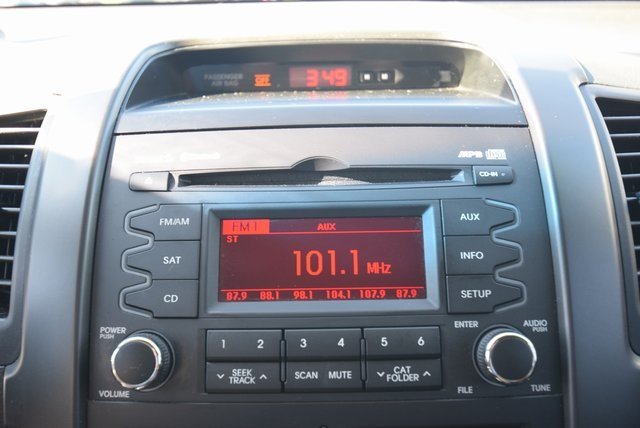 PASSENGER
AIR BAG
OFF
3:49
MP3
CD-IN
FM/AM
SAT
CD
FM 1
AUX
ST
101.1 MHz
87.9 88.1 98.1 104.1 107.9 87.9
AUX
INFO
SETUP
POWER
PUSH
VOLUME
1 2 3 4 5 6
SEEK
TRACK
SCAN MUTE
CAT
FOLDER
ENTER
AUDIO
PUSH
FILE
TUNE